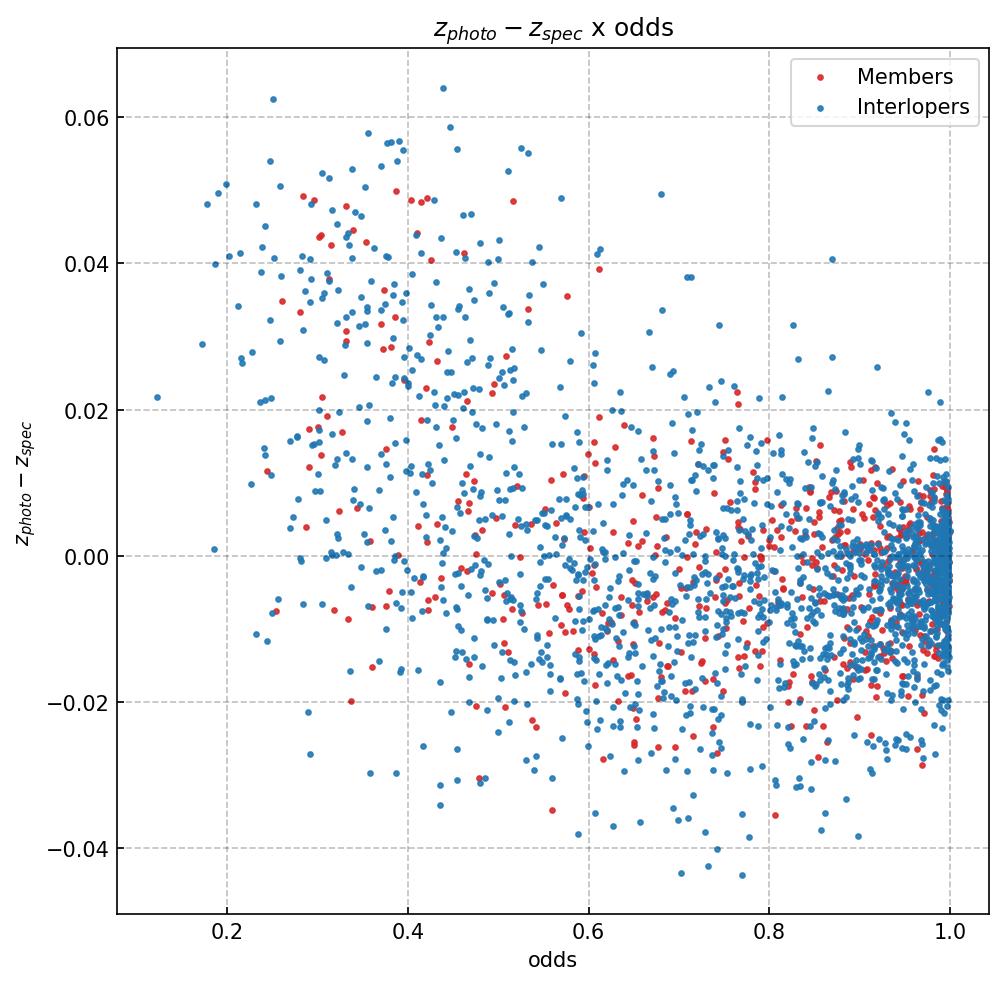 z_photo − z_spec x odds
Members
Interlopers
z_photo − z_spec
0.06
0.04
0.02
0.00
−0.02
−0.04
0.2 0.4 0.6 0.8 1.0
odds